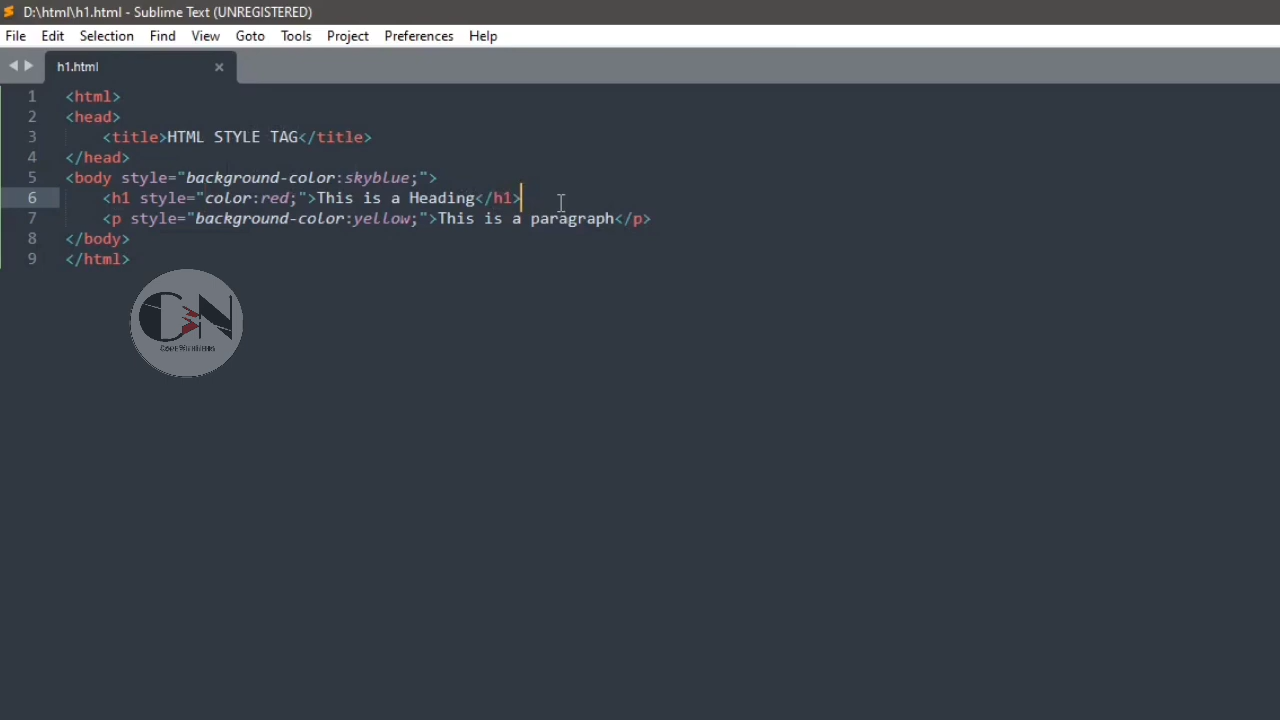 D:\html\h1.html - Sublime Text (UNREGISTERED)
File Edit Selection Find View Goto Tools Project Preferences Help
h1.html
1 <html>
2 <head>
3 <title>HTML STYLE TAG</title>
4 </head>
5 <body style="background-color:skyblue;">
6 <h1 style="color:red;">This is a Heading</h1>
7 <p style="background-color:yellow;">This is a paragraph</p>
8 </body>
9 </html>